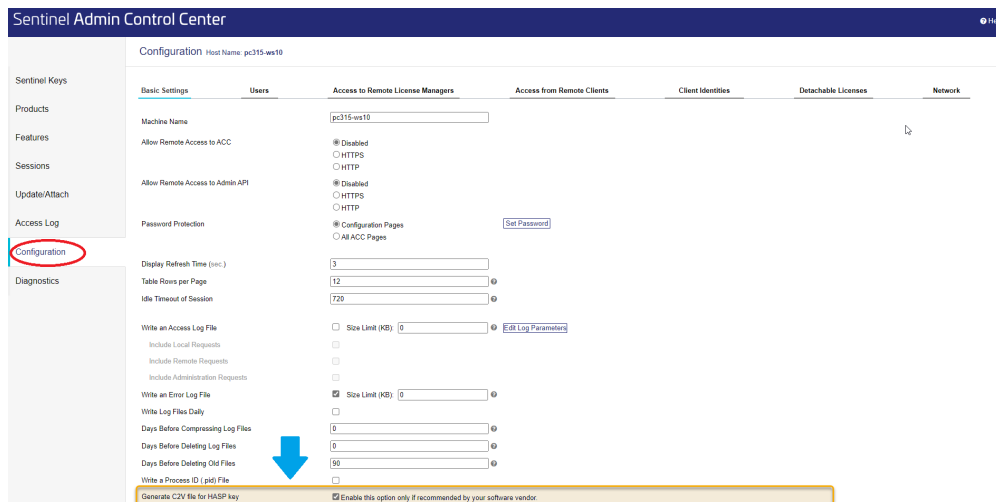 Sentinel Admin Control Center
Configuration Host Name: pc315-ws10
Sentinel Keys
Products
Features
Sessions
Update/Attach
Access Log
Configuration
Diagnostics
Basic Settings Users Access to Remote License Managers Access from Remote Clients Client Identities Detachable Licenses Network
Machine Name pc315-ws10
Allow Remote Access to ACC Disabled
HTTPS
HTTP
Allow Remote Access to Admin API Disabled
HTTPS
HTTP
Password Protection Configuration Pages Set Password
All ACC Pages
Display Refresh Time (sec.) 3
Table Rows per Page 12
Idle Timeout of Session 720
Write an Access Log File Size Limit (KB): 0 Edit Log Parameters
Include Local Requests
Include Remote Requests
Include Administration Requests
Write an Error Log File Size Limit (KB): 0
Write Log Files Daily
Days Before Compressing Log Files 0
Days Before Deleting Log Files 0
Days Before Deleting Old Files 90
Write a Process ID (.pid) File
Generate C2V file for HASP key Enable this option only if recommended by your software vendor.